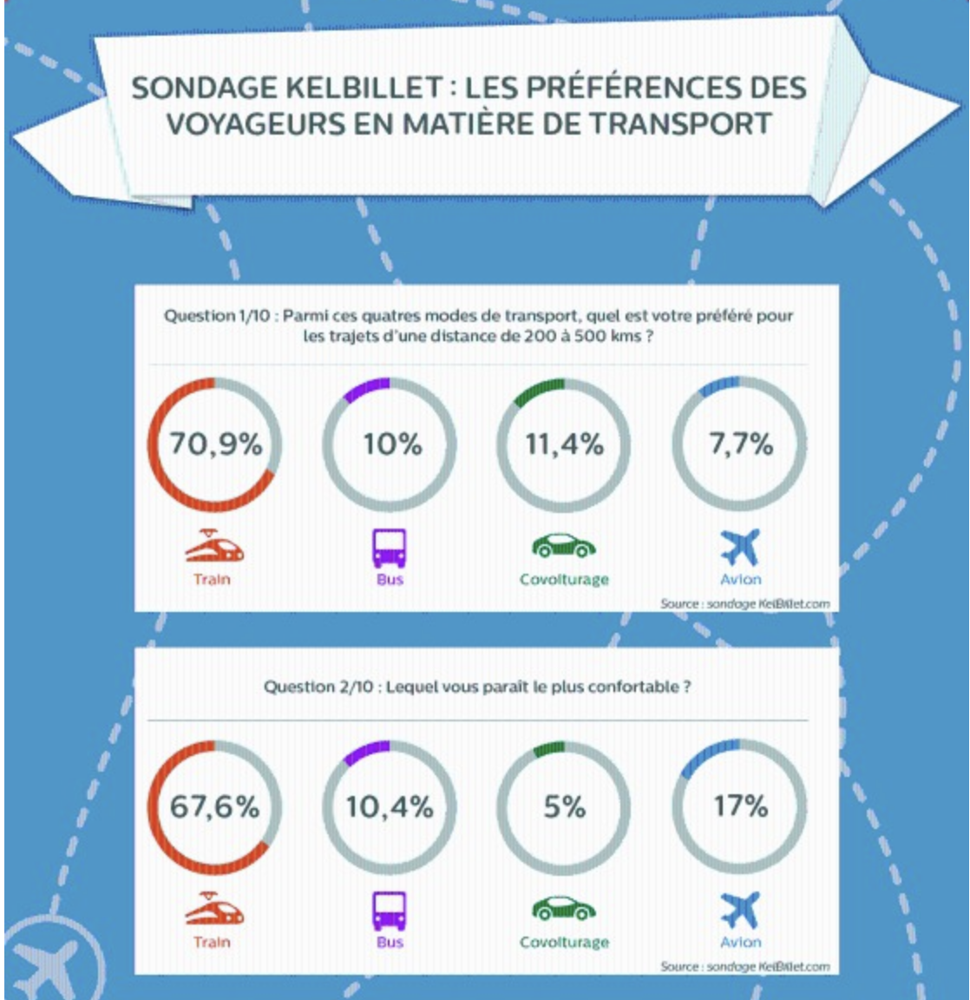 SONDAGE KELBILLET : LES PRÉFÉRENCES DES
VOYAGEURS EN MATIÈRE DE TRANSPORT
Question 1/10 : Parmi ces quatres modes de transport, quel est votre préféré pour
les trajets d'une distance de 200 à 500 kms ?
70,9% 10% 11,4% 7,7%
Train Bus Covoiturage Avion
Source : sondage KelBillet.com
Question 2/10 : Lequel vous paraît le plus confortable ?
67,6% 10,4% 5% 17%
Train Bus Covoiturage Avion
Source : sondage KelBillet.com